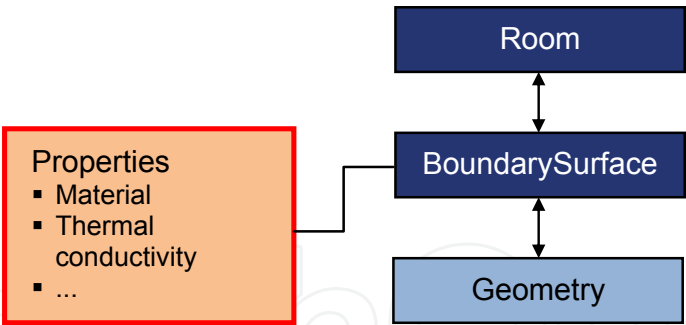 Room
BoundarySurface
Geometry
Properties
▪ Material
▪ Thermal
conductivity
▪ ...